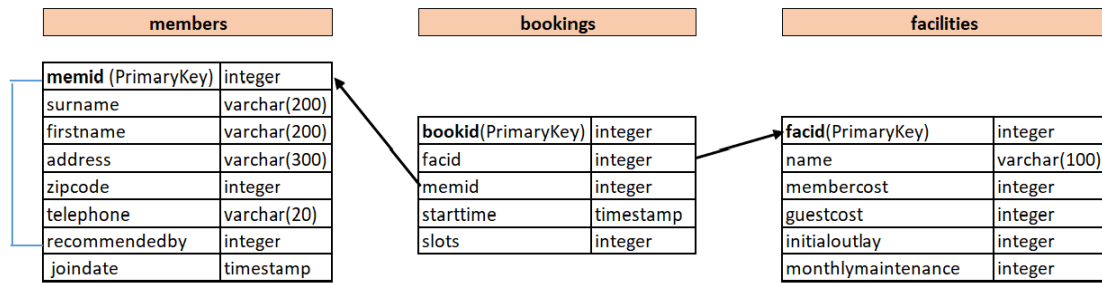 members
memid (PrimaryKey) integer
surname varchar(200)
firstname varchar(200)
address varchar(300)
zipcode integer
telephone varchar(20)
recommendedby integer
joindate timestamp
bookings
bookid(PrimaryKey) integer
facid integer
memid integer
starttime timestamp
slots integer
facilities
facid(PrimaryKey) integer
name varchar(100)
membercost integer
guestcost integer
initialoutlay integer
monthlymaintenance integer